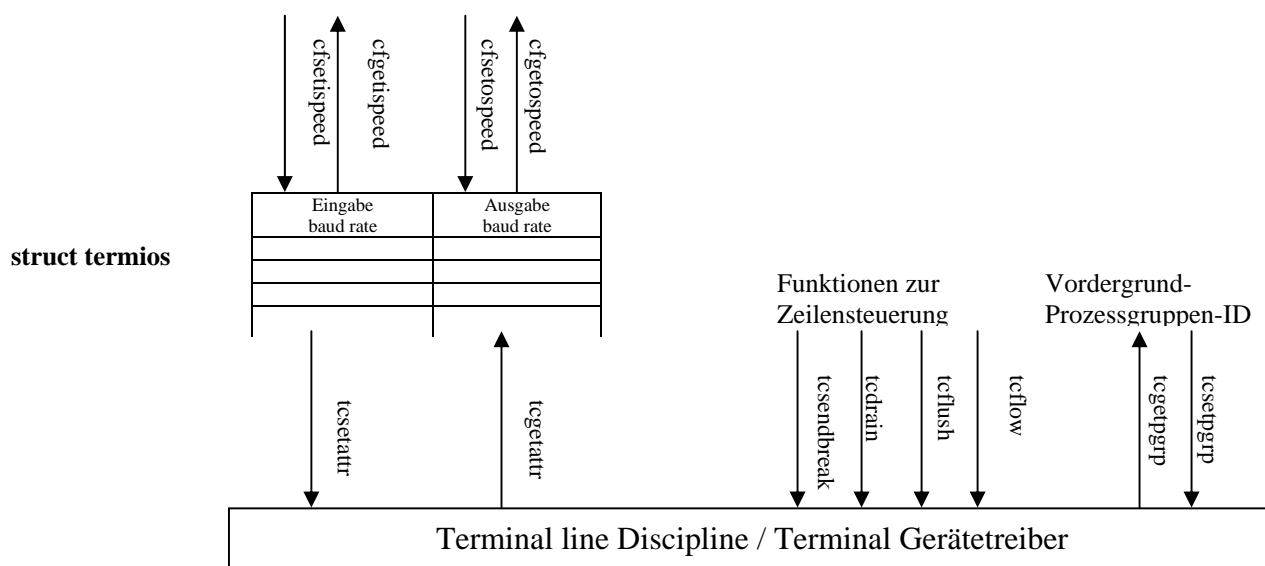 cfsetispeed
cfgetispeed
cfsetospeed
cfgetospeed
Eingabe
baud rate
Ausgabe
baud rate
struct termios
Funktionen zur
Zeilensteuerung
Vordergrund-
Prozessgruppen-ID
tcsetattr
tcgetattr
tcsendbreak
tcdrain
tcflush
tcflow
tcgetpgrp
tcsetpgrp
Terminal line Discipline / Terminal Gerätetreiber